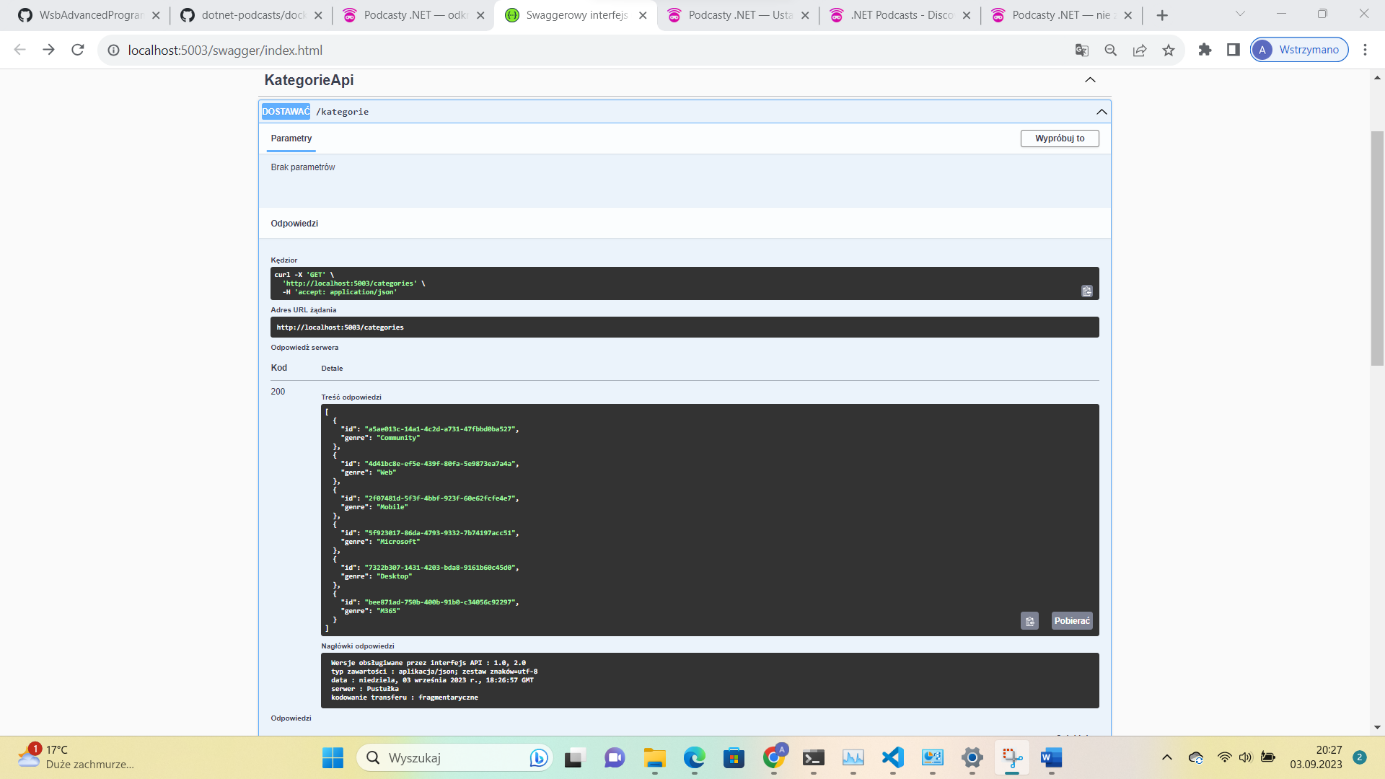 WsbAdvancedProgram
dotnet-podcasts/dock
Podcasty .NET — odkr
Swaggerowy interfejs
Podcasty .NET — Usta
.NET Podcasts - Disco
Podcasty .NET — nie z
localhost:5003/swagger/index.html
A Wstrzymano
KategorieApi
DOSTAWAĆ /kategorie
Parametry
Wypróbuj to
Brak parametrów
Odpowiedzi
Kędzior
curl -X 'GET' \
'http://localhost:5003/categories' \
-H 'accept: application/json'
Adres URL żądania
http://localhost:5003/categories
Odpowiedź serwera
Kod Detale
200
Treść odpowiedzi
[
{
"id": "a5ae013c-14a1-4c2d-a731-47fbbd0ba527",
"genre": "Community"
},
{
"id": "4d41bc8e-ef5e-439f-80fa-5e9873ea7a4a",
"genre": "Web"
},
{
"id": "2f07481d-5f3f-4bbf-923f-60e62fcfe4e7",
"genre": "Mobile"
},
{
"id": "5f923017-86da-4793-9332-7b74197acc51",
"genre": "Microsoft"
},
{
"id": "7322b307-1431-4203-bda8-9161b60c45d0",
"genre": "Desktop"
},
{
"id": "bee871ad-750b-400b-91b0-c34056c92297",
"genre": "M365"
}
]
Pobierać
Nagłówki odpowiedzi
Wersje obsługiwane przez interfejs API : 1.0, 2.0
typ zawartości : aplikacja/json; zestaw znaków=utf-8
data : niedziela, 03 września 2023 r., 18:26:57 GMT
serwer : Pustułka
kodowanie transferu : fragmentaryczne
Odpowiedzi
1
17°C
Duże zachmurze...
Wyszukaj
A
20:27
03.09.2023
2